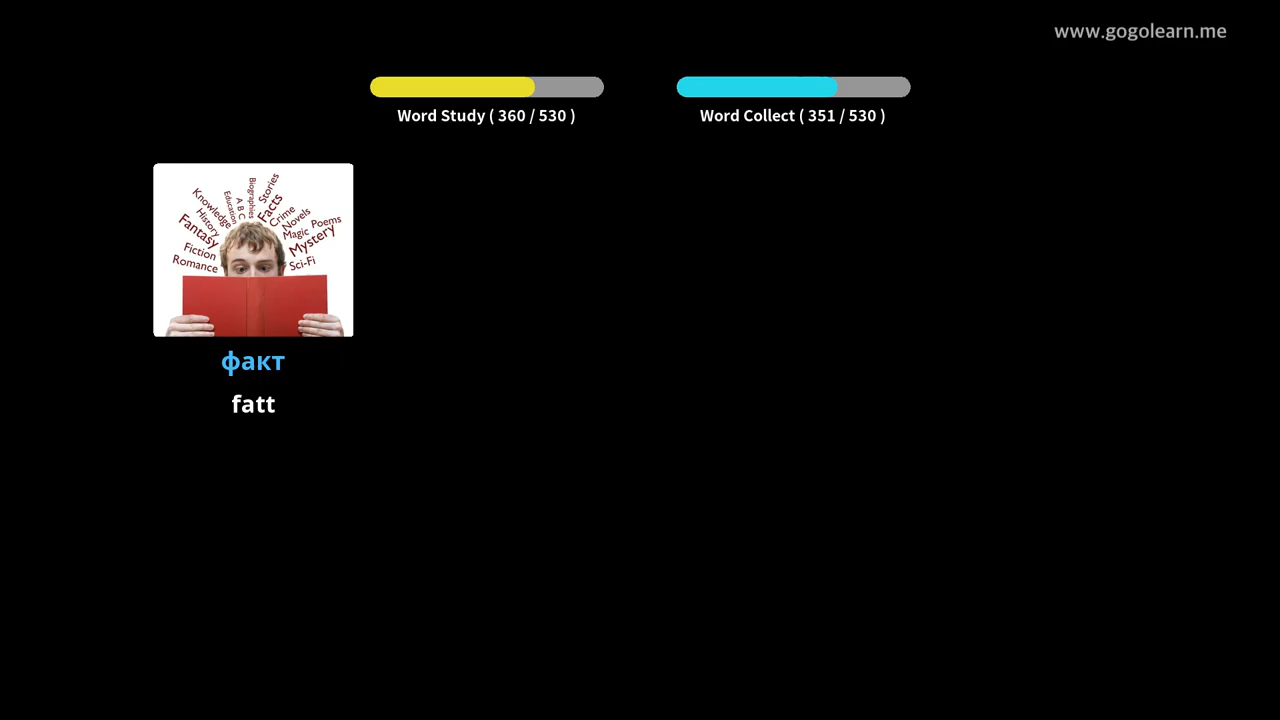 www.gogolearn.me
Word Study ( 360 / 530 )
Word Collect ( 351 / 530 )
Knowledge
History
Fantasy
Fiction
Romance
Education
A B C
Biographies
Stories
Facts
Crime
Novels
Magic
Poems
Mystery
Sci-Fi
факт
fatt